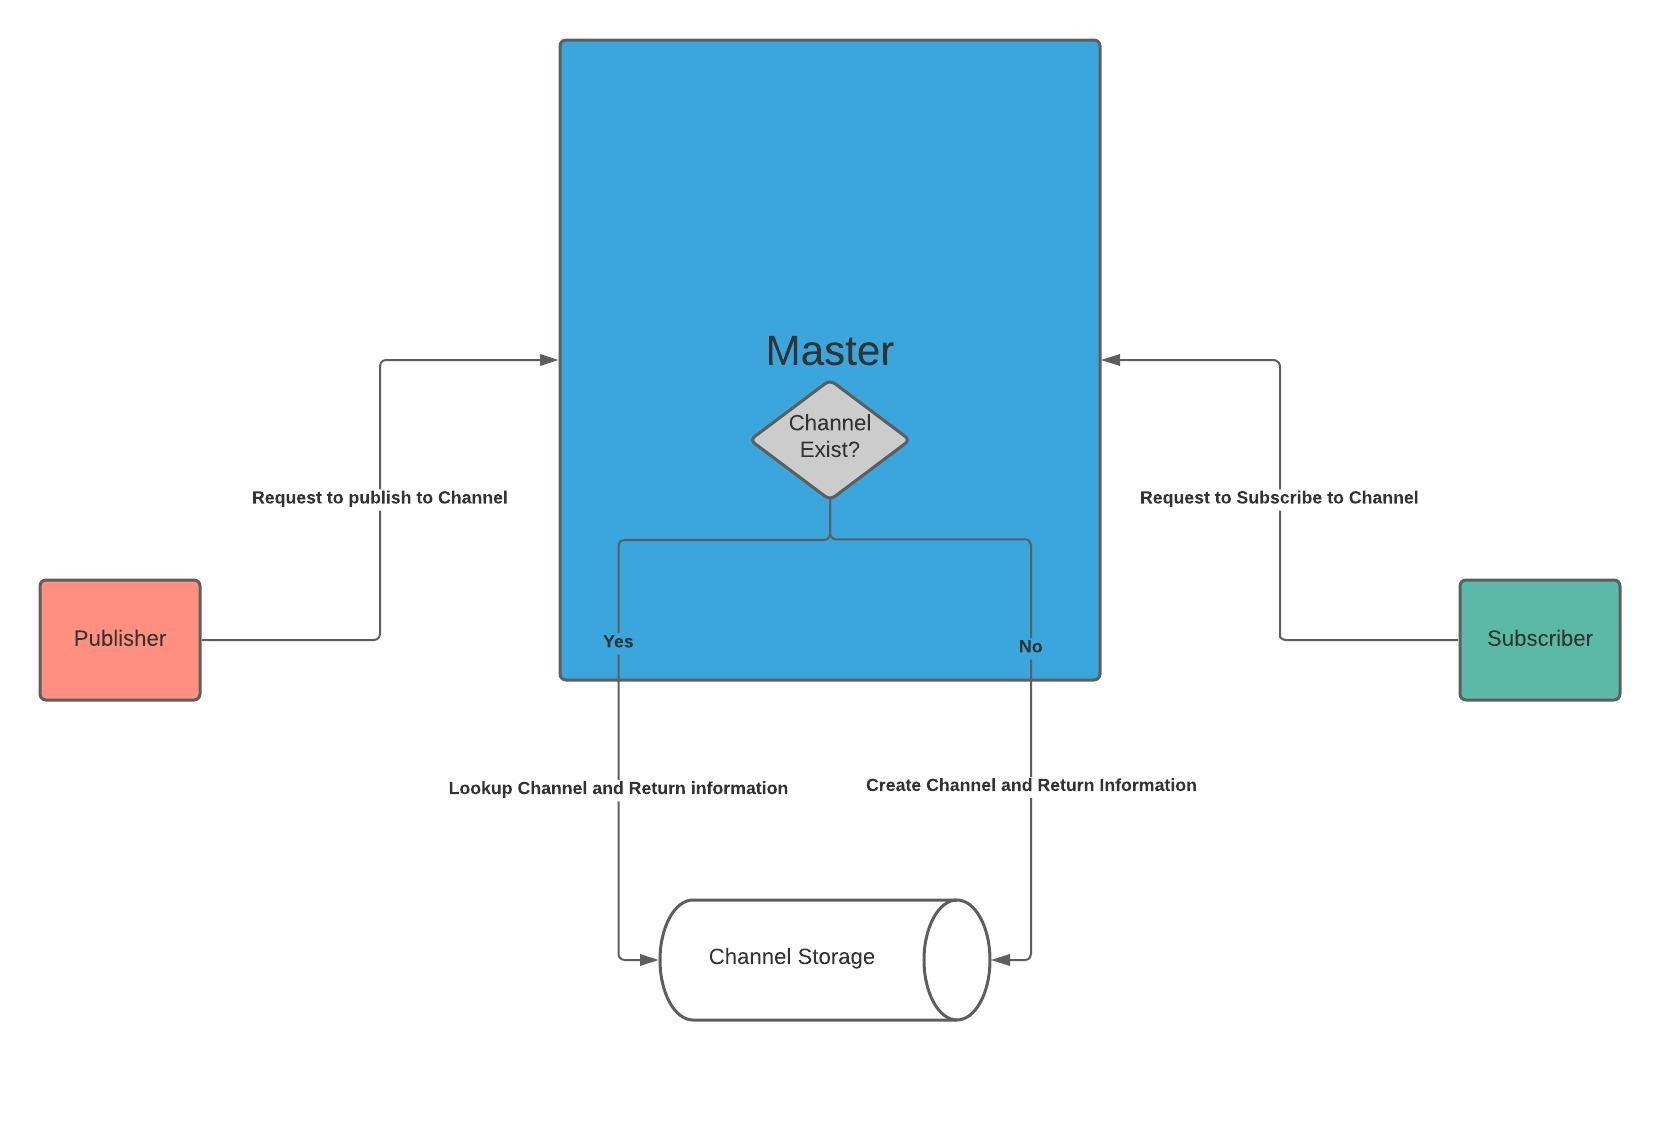 Master
Channel
Exist?
Request to publish to Channel
Request to Subscribe to Channel
Publisher
Subscriber
Yes
No
Lookup Channel and Return information
Create Channel and Return Information
Channel Storage